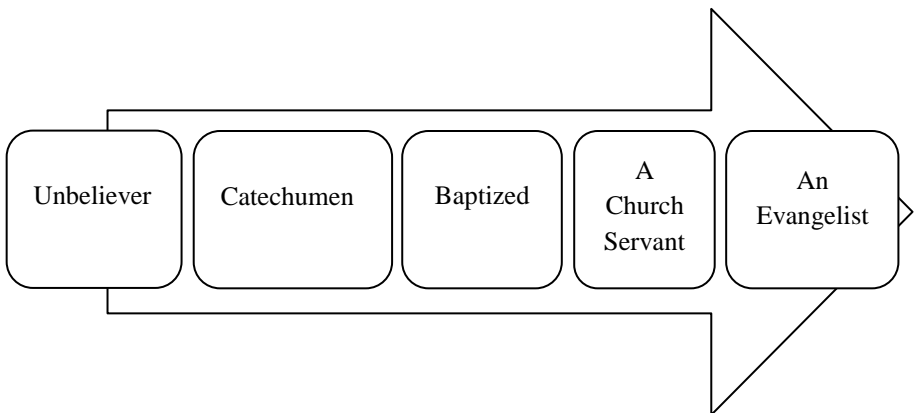 Unbeliever
Catechumen
Baptized
A
Church
Servant
An
Evangelist